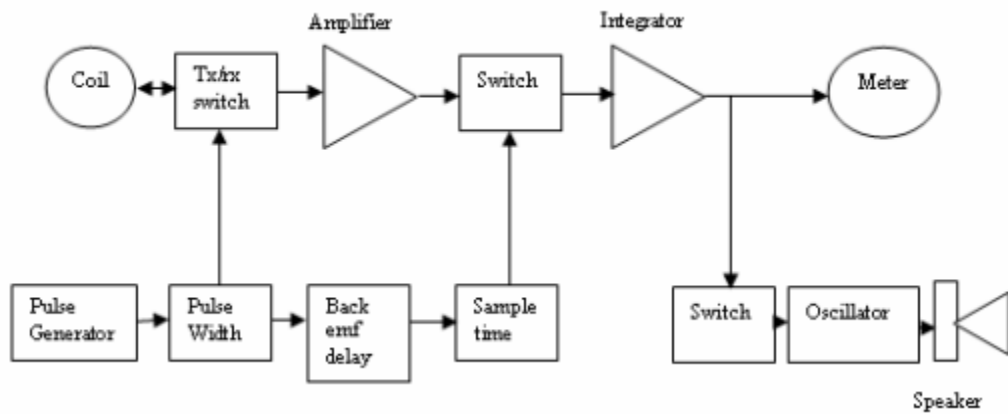 Amplifier
Integrator
Coil
Tx/rx
switch
Switch
Meter
Pulse
Generator
Pulse
Width
Back
emf
delay
Sample
time
Switch
Oscillator
Speaker